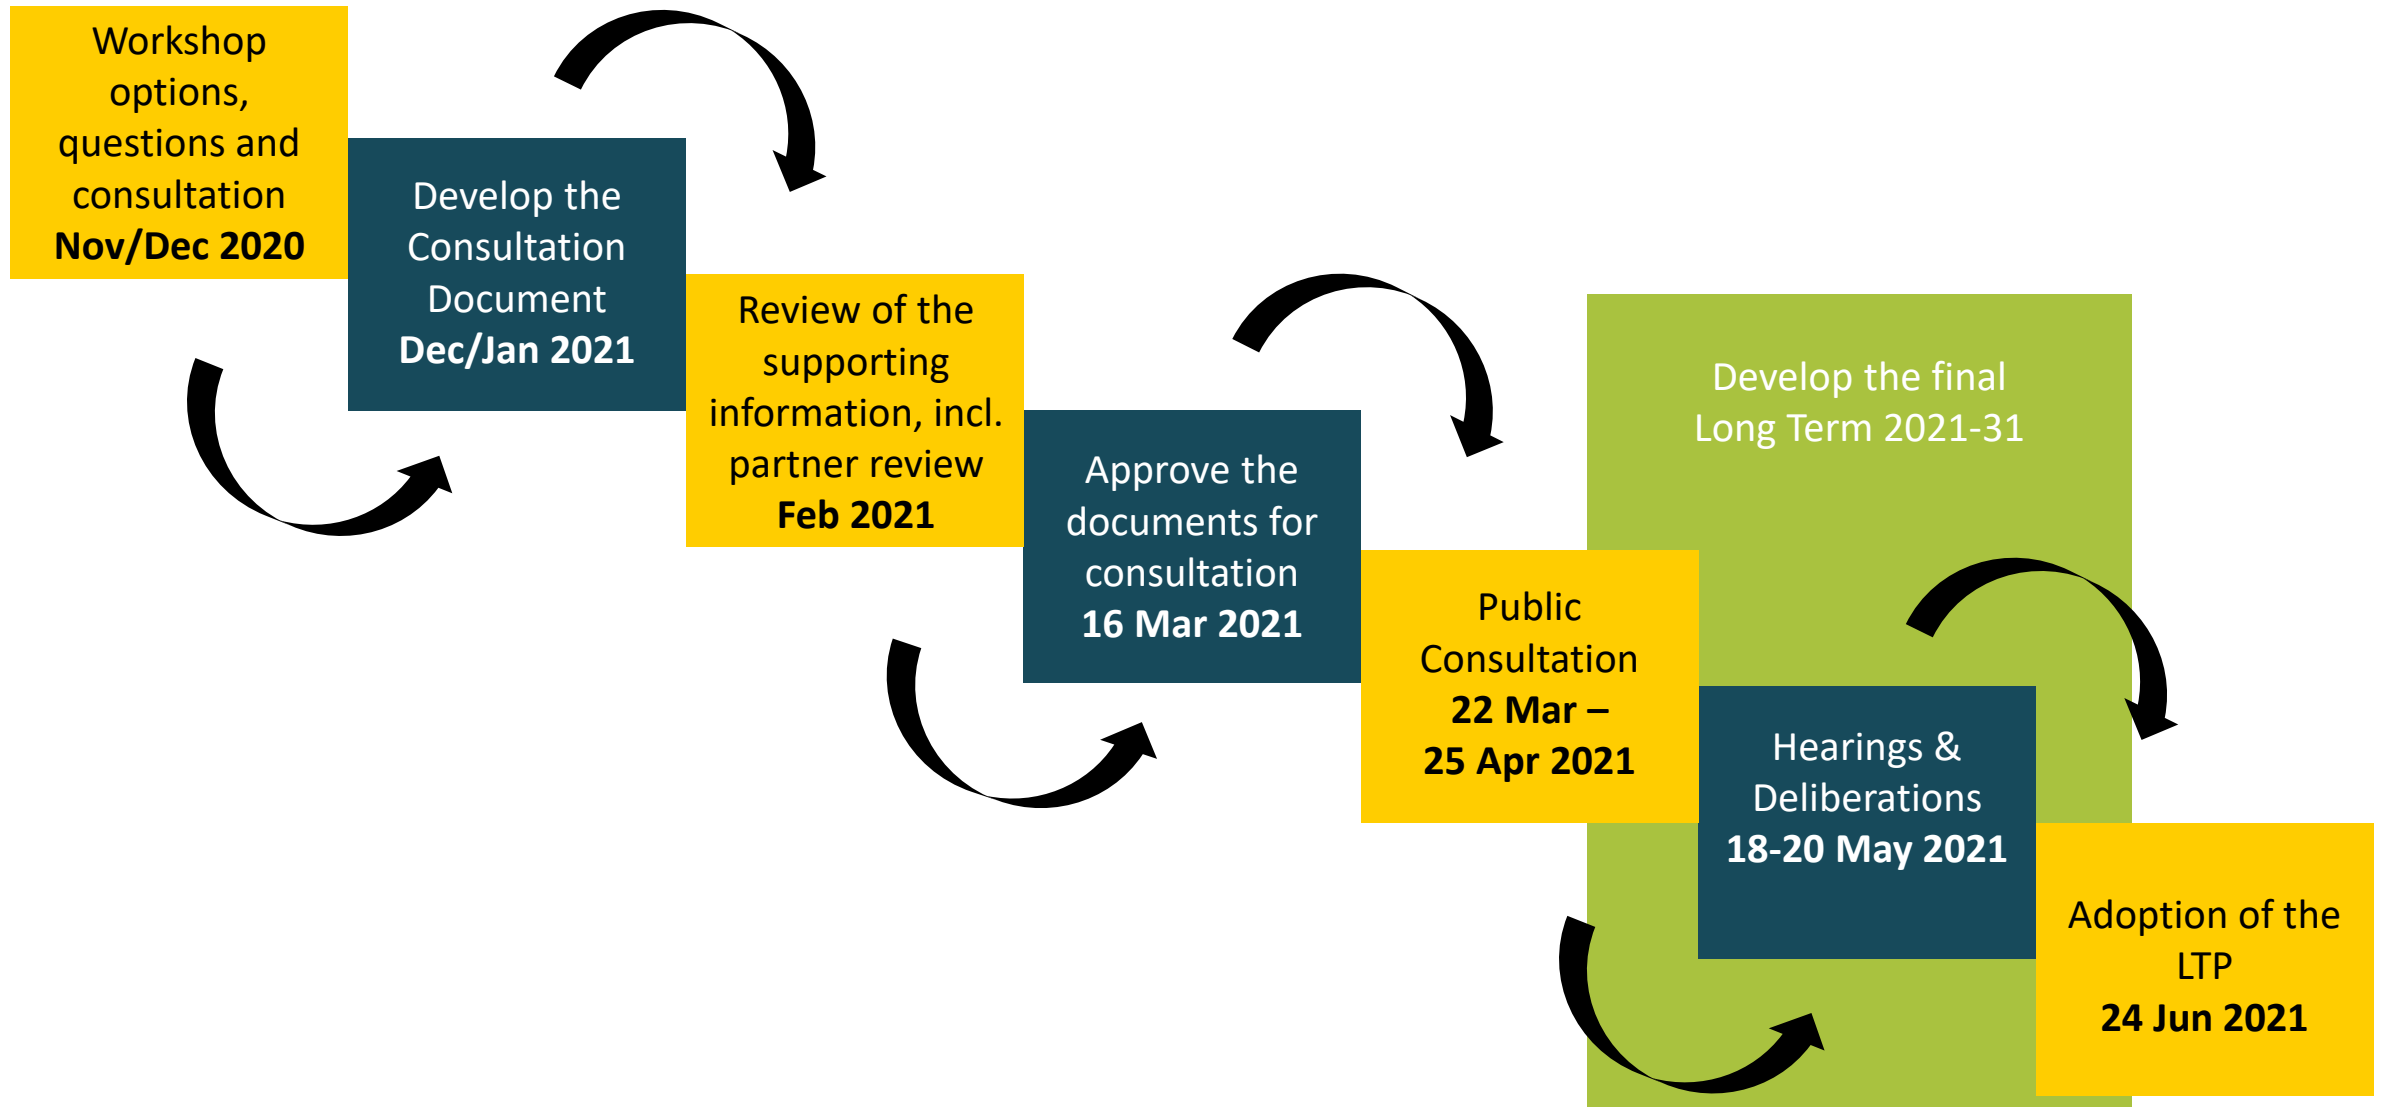 Workshop
options,
questions and
consultation
Nov/Dec 2020
Develop the
Consultation
Document
Dec/Jan 2021
Review of the
supporting
information, incl.
partner review
Feb 2021
Approve the
documents for
consultation
16 Mar 2021
Public
Consultation
22 Mar –
25 Apr 2021
Develop the final
Long Term 2021-31
Hearings &
Deliberations
18-20 May 2021
Adoption of the
LTP
24 Jun 2021